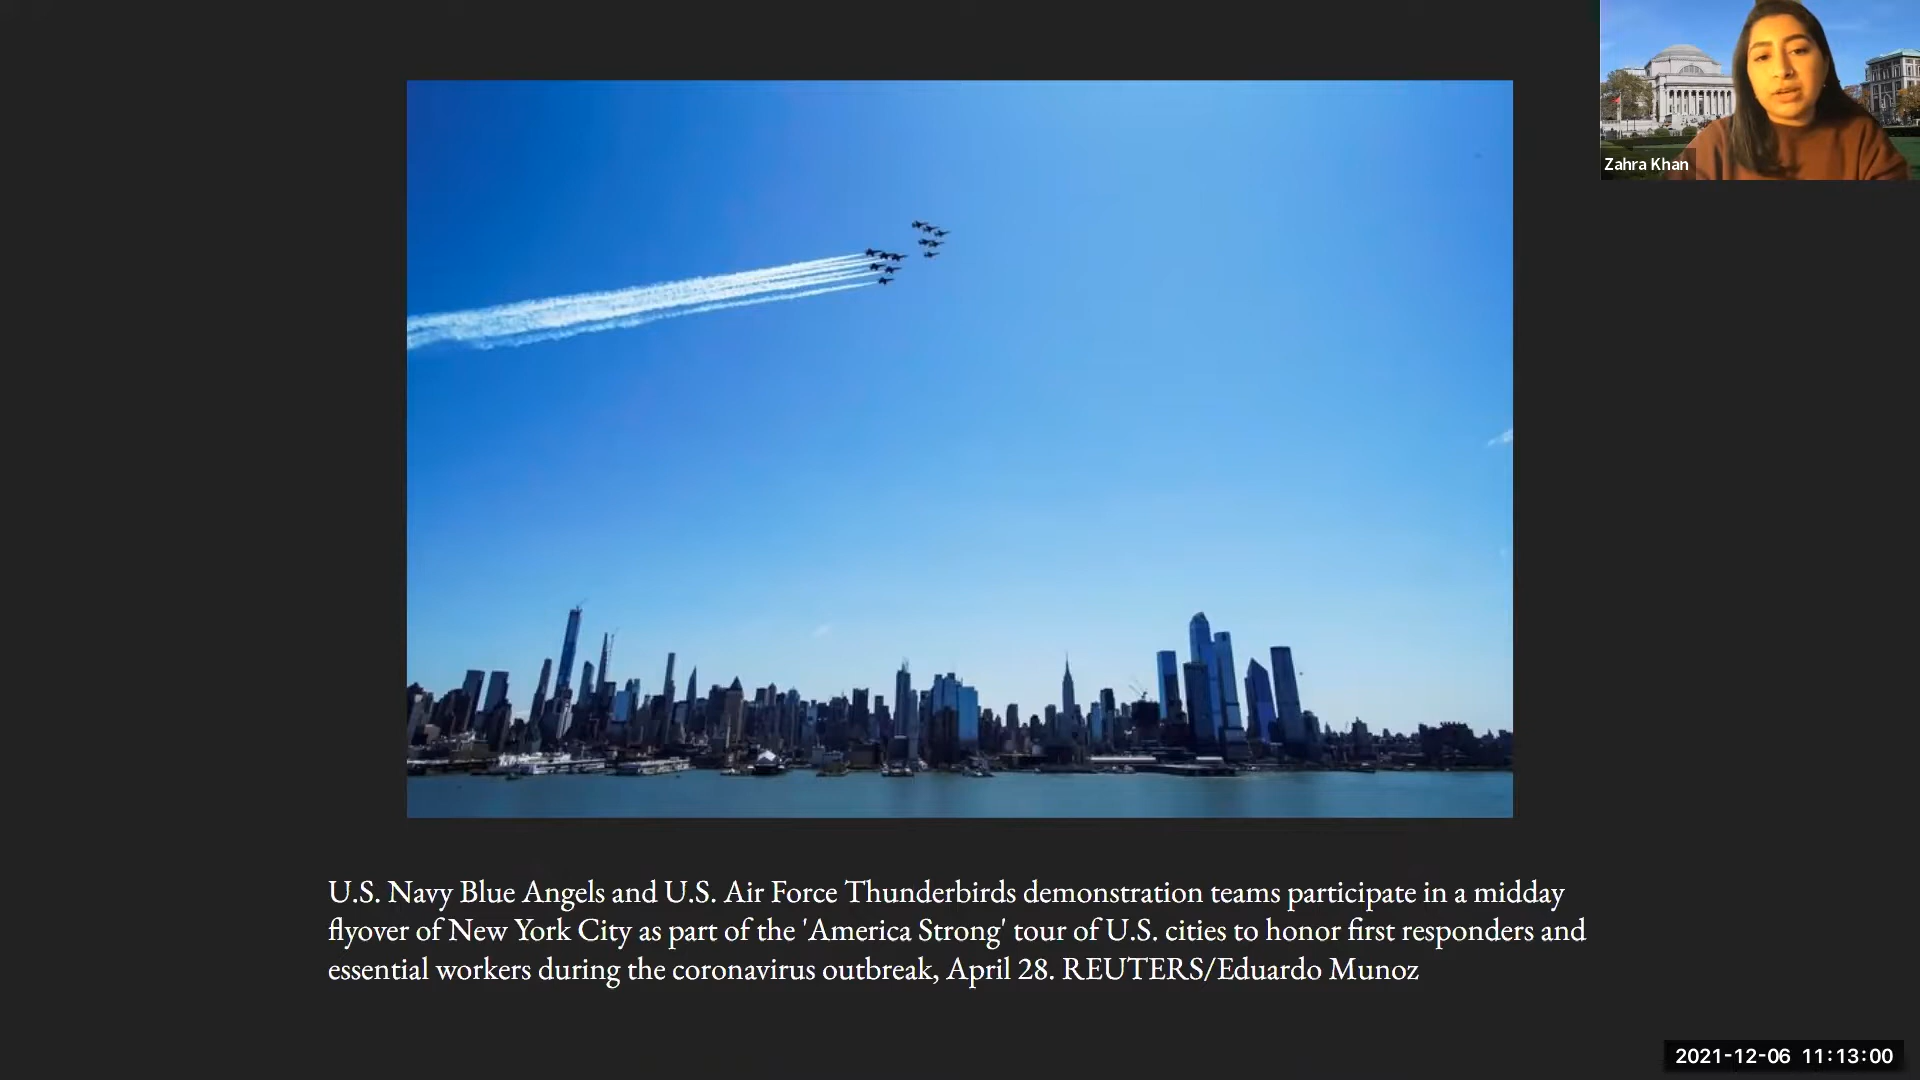 Zahra Khan
U.S. Navy Blue Angels and U.S. Air Force Thunderbirds demonstration teams participate in a midday
flyover of New York City as part of the 'America Strong' tour of U.S. cities to honor first responders and
essential workers during the coronavirus outbreak, April 28. REUTERS/Eduardo Munoz
2021-12-06 11:13:00